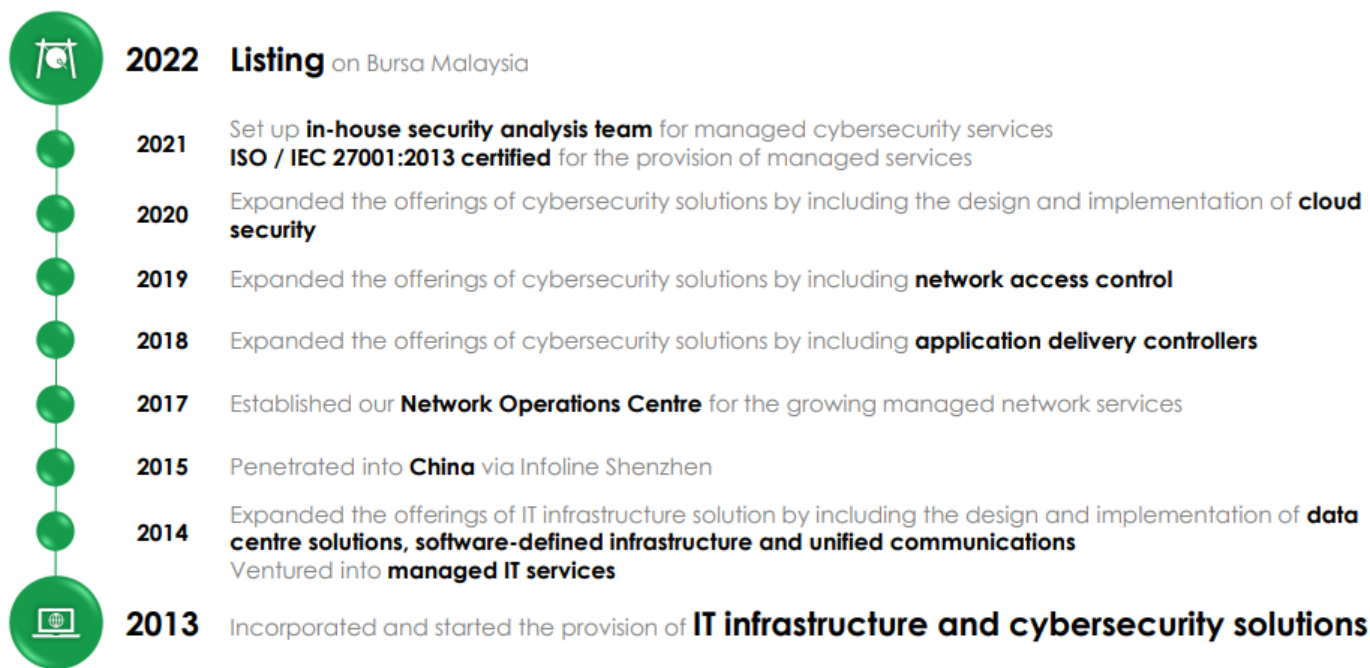 2022 Listing on Bursa Malaysia
2021 Set up in-house security analysis team for managed cybersecurity services
ISO / IEC 27001:2013 certified for the provision of managed services
2020 Expanded the offerings of cybersecurity solutions by including the design and implementation of cloud
security
2019 Expanded the offerings of cybersecurity solutions by including network access control
2018 Expanded the offerings of cybersecurity solutions by including application delivery controllers
2017 Established our Network Operations Centre for the growing managed network services
2015 Penetrated into China via Infoline Shenzhen
2014 Expanded the offerings of IT infrastructure solution by including the design and implementation of data
centre solutions, software-defined infrastructure and unified communications
Ventured into managed IT services
2013 Incorporated and started the provision of IT infrastructure and cybersecurity solutions